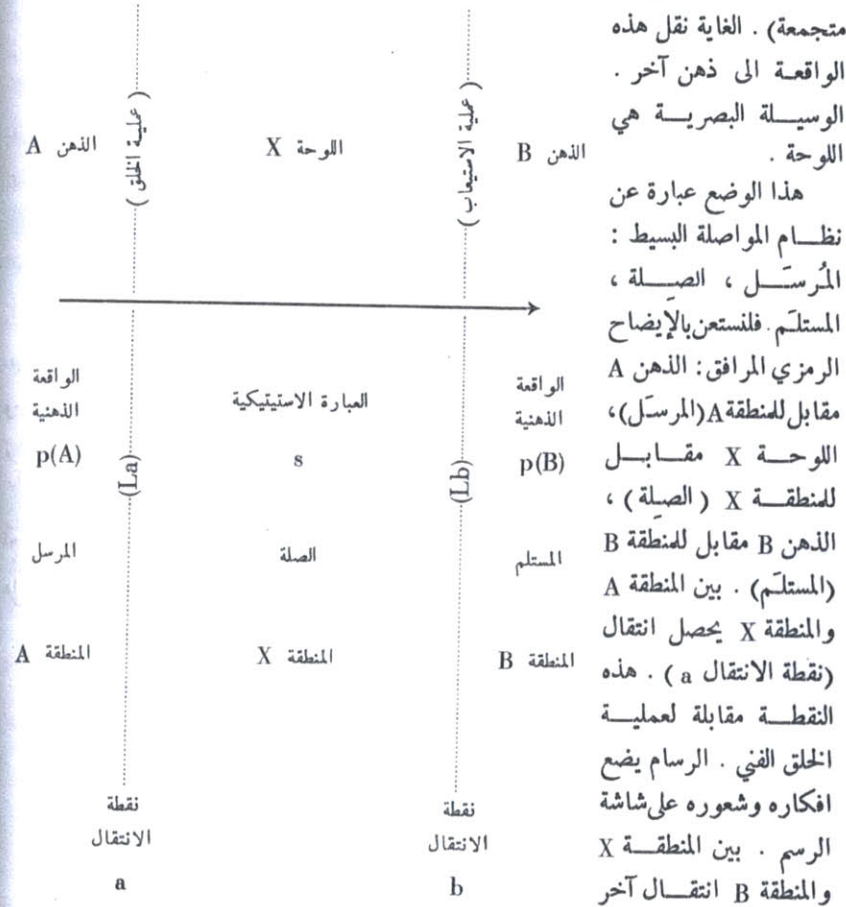 متجمعة) . الغاية نقل هذه
الواقعة الى ذهن آخر .
الوسيلة البصرية هي
اللوحة .
هذا الوضع عبارة عن
نظام المواصلة البسيط :
المُرسَل ، الصِلة ،
المستلَم . فلنستعن بالإيضاح
الرمزي المرافق : الذهن A
مقابل للمنطقة A (المرسَل) ،
اللوحة X مقابل
للمنطقة X ( الصِلة ) ،
الذهن B مقابل للمنطقة B
(المستلَم) . بين المنطقة A
والمنطقة X يحصل انتقال
(نقطة الانتقال a ) . هذه
النقطة مقابلة لعملية
الخلق الفني . الرسام يضع
افكاره وشعوره على شاشة
الرسم . بين المنطقة X
والمنطقة B انتقال آخر
الذهن A
( عملية الخلق )
اللوحة X
( عملية الاستيعاب )
الذهن B
الواقعة
الذهنية
p(A)
(La)
العبارة الاستيتيكية
s
(Lb)
الواقعة
الذهنية
p(B)
المرسل
الصلة
المستلم
المنطقة A
المنطقة X
المنطقة B
نقطة
الانتقال
a
نقطة
الانتقال
b